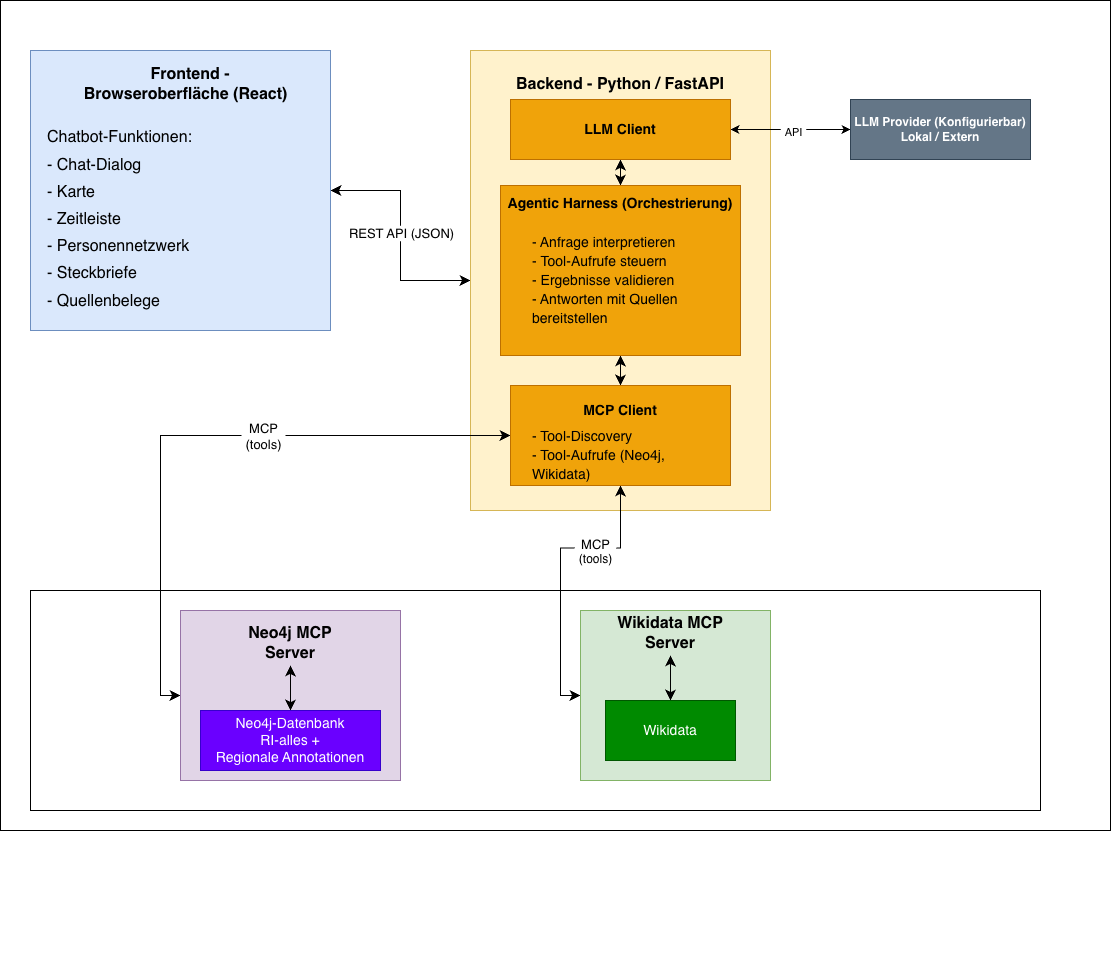 Frontend -
Browseroberfläche (React)
Chatbot-Funktionen:
- Chat-Dialog
- Karte
- Zeitleiste
- Personennetzwerk
- Steckbriefe
- Quellenbelege
REST API (JSON)
Backend - Python / FastAPI
LLM Client
API
LLM Provider (Konfigurierbar)
Lokal / Extern
Agentic Harness (Orchestrierung)
- Anfrage interpretieren
- Tool-Aufrufe steuern
- Ergebnisse validieren
- Antworten mit Quellen
bereitstellen
MCP Client
- Tool-Discovery
- Tool-Aufrufe (Neo4j,
Wikidata)
MCP
(tools)
MCP
(tools)
Neo4j MCP
Server
Neo4j-Datenbank
RI-alles +
Regionale Annotationen
Wikidata MCP
Server
Wikidata